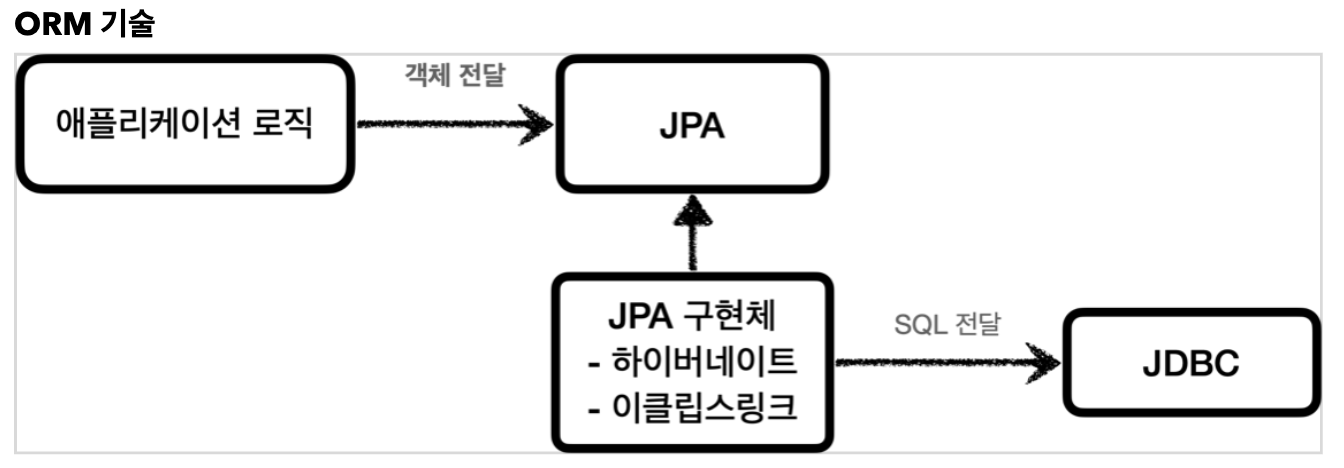 ORM 기술
객체 전달
애플리케이션 로직
JPA
JPA 구현체
- 하이버네이트
- 이클립스링크
SQL 전달
JDBC